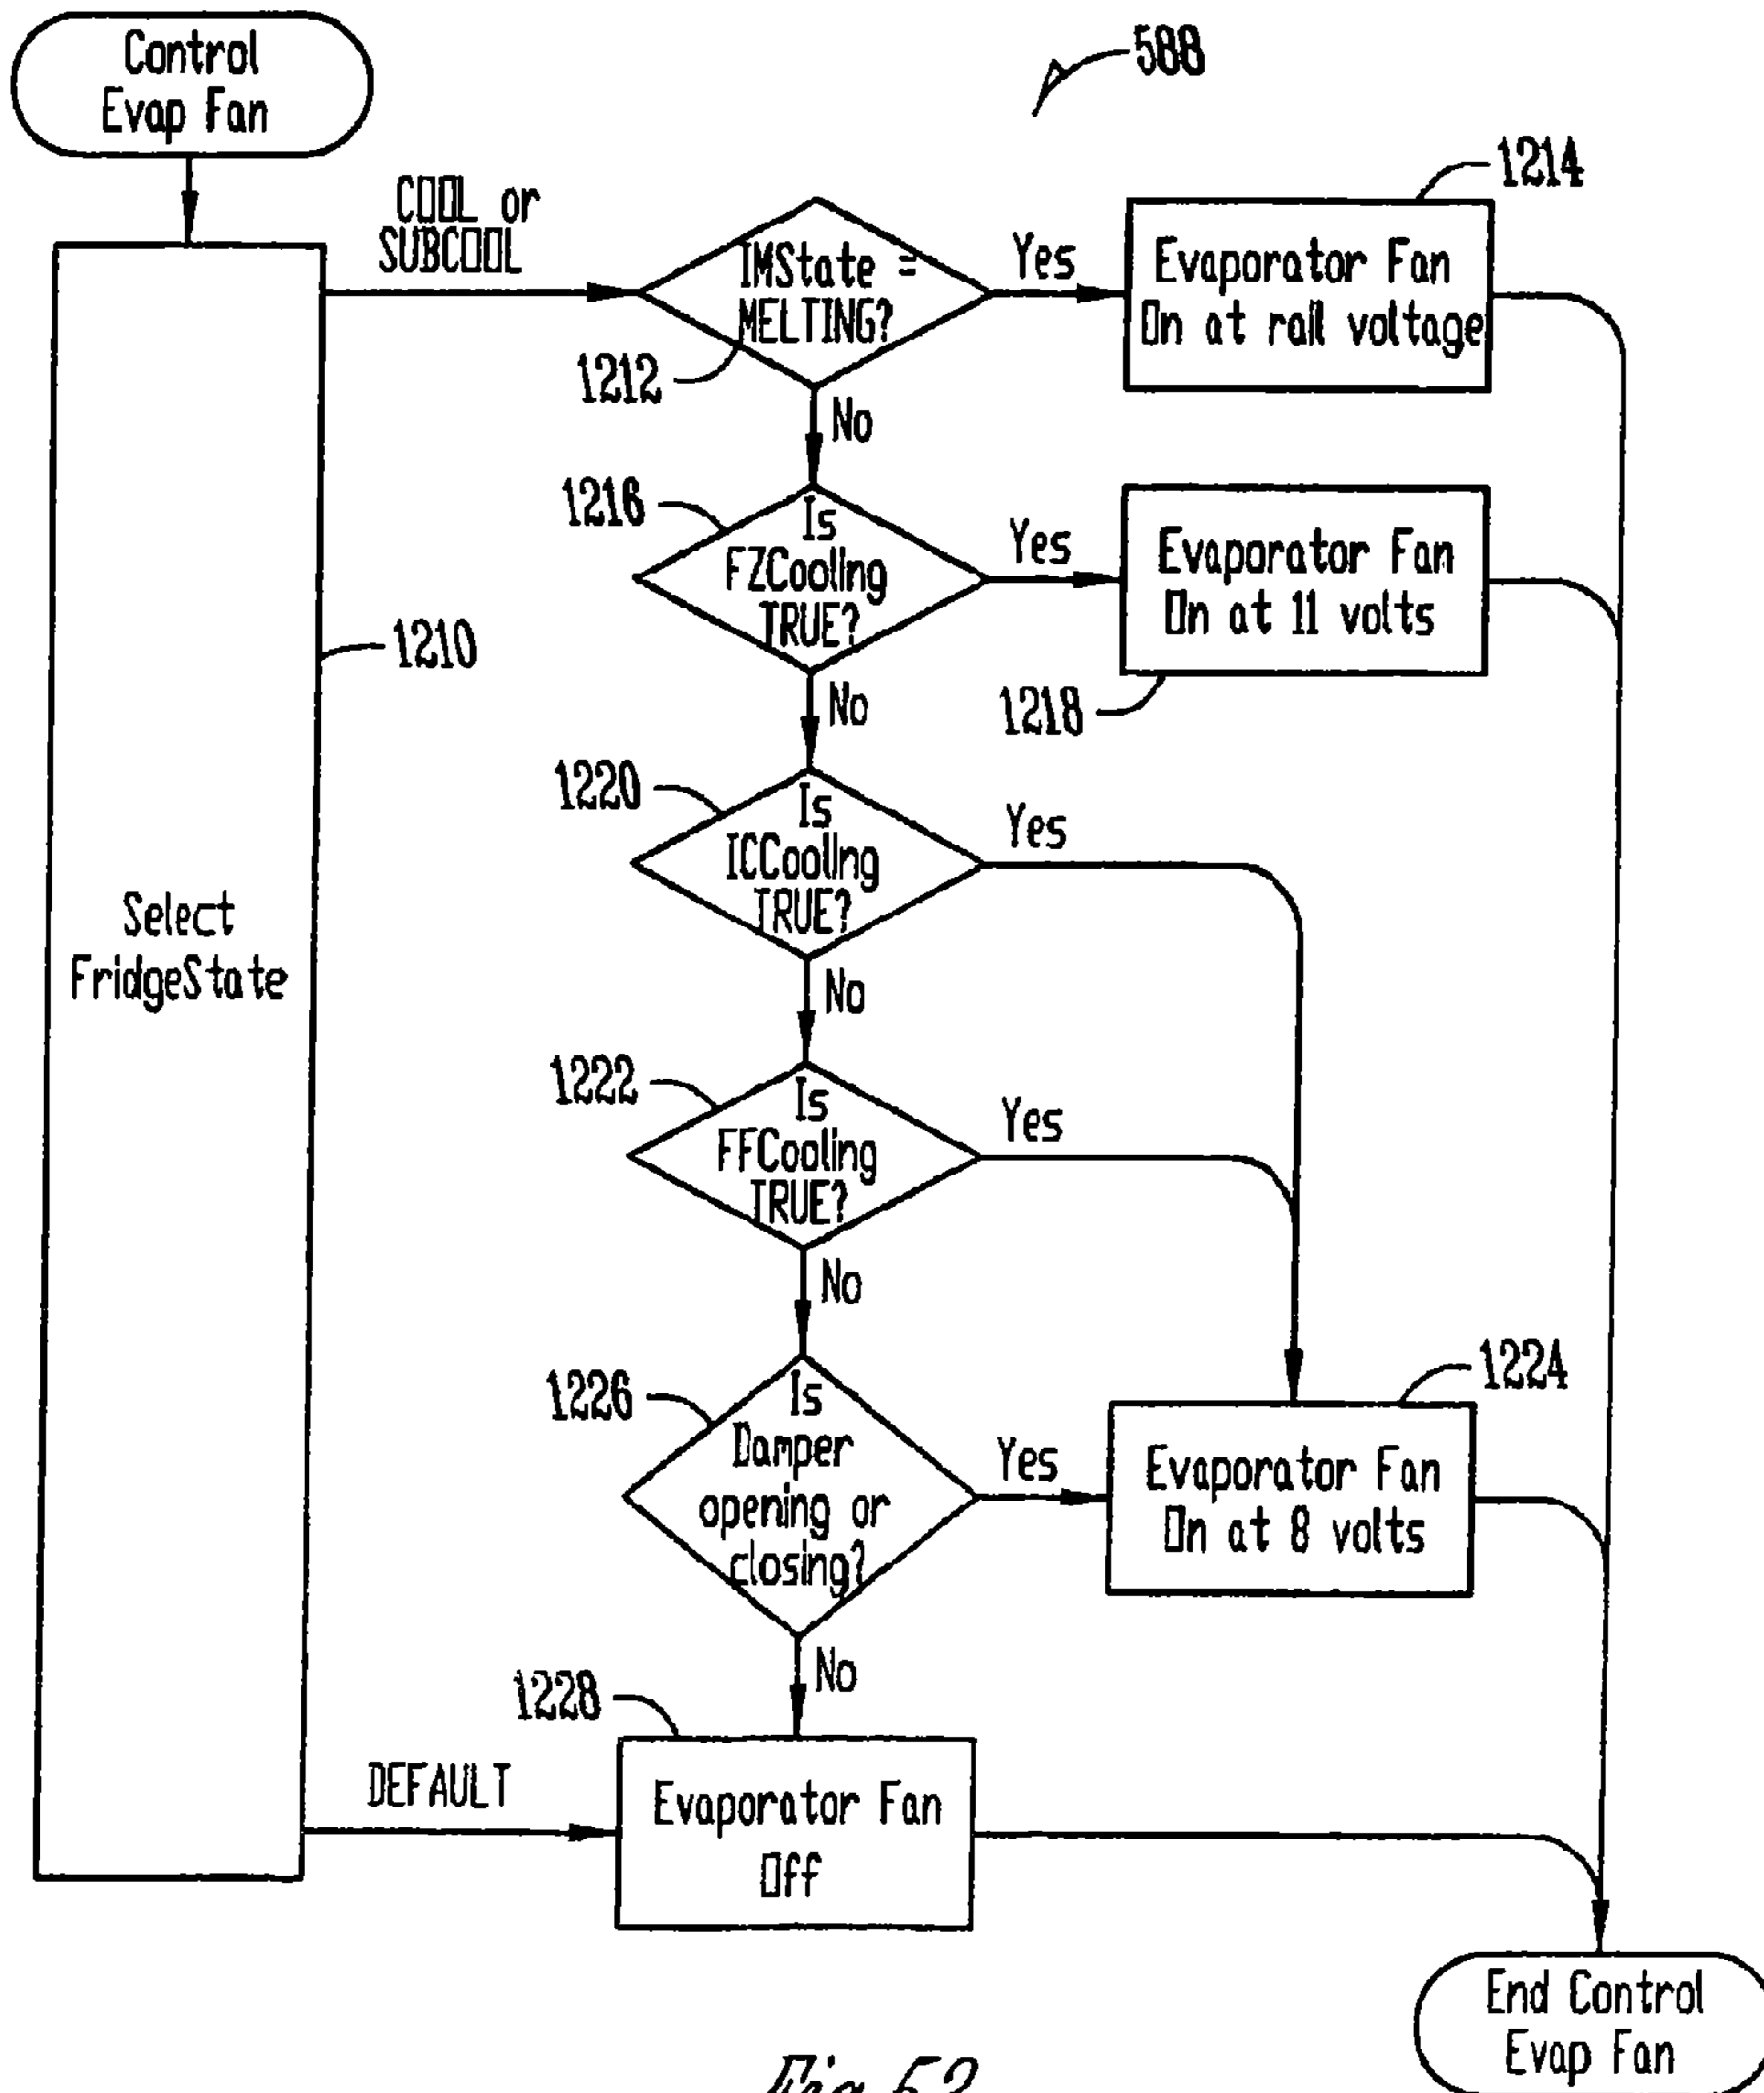 Control
Evap Fan
588
COOL or
SUBCOOL
IMState =
MELTING?
1212
Yes
Evaporator Fan
On at rail voltage
1214
No
1216
Is
FZCooling
TRUE?
Yes
Evaporator Fan
On at 11 volts
1218
1210
No
1220
Is
ICCooling
TRUE?
Yes
Select
FridgeState
No
1222
Is
FFCooling
TRUE?
Yes
No
1226
Is
Damper
opening or
closing?
Yes
1224
Evaporator Fan
On at 8 volts
No
1228
DEFAULT
Evaporator Fan
Off
End Control
Evap Fan
Fig. 52